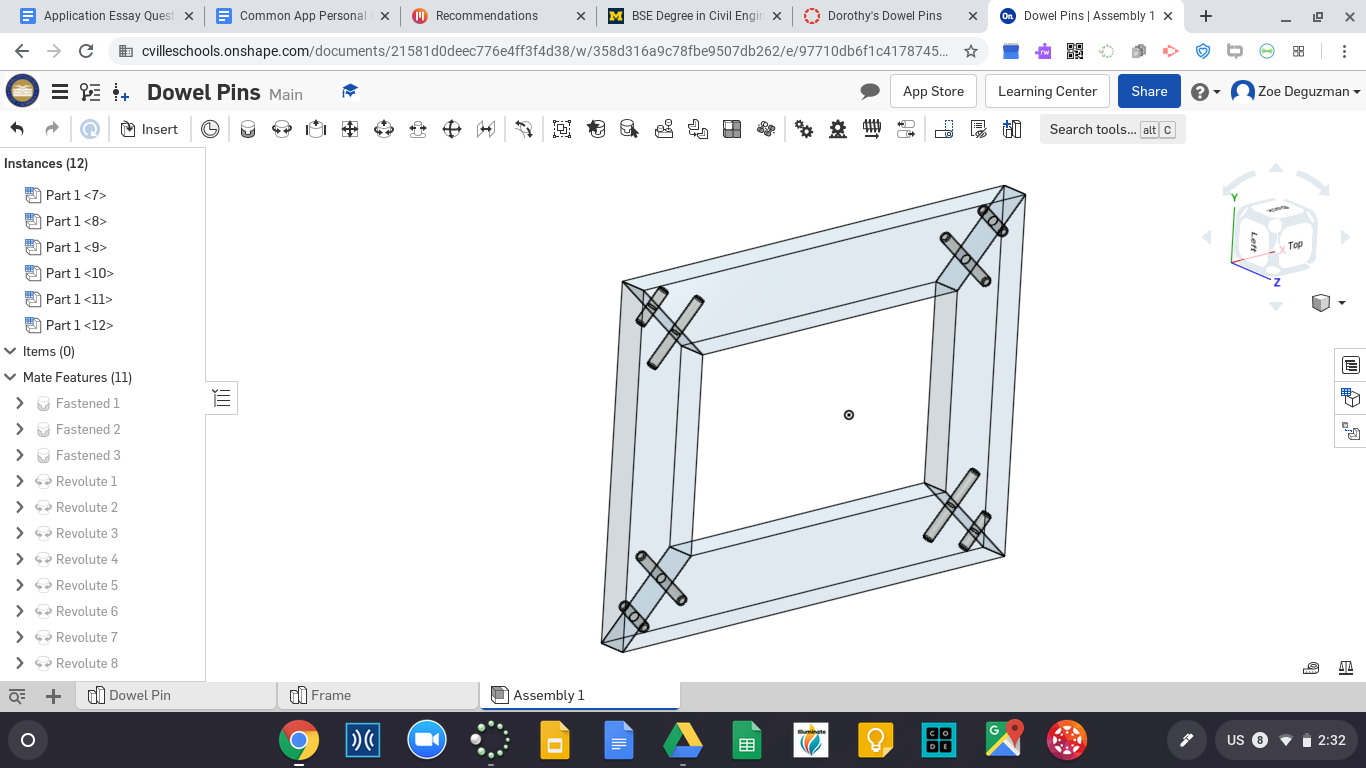 Application Essay Quest
Common App Personal
Recommendations
BSE Degree in Civil Engin
Dorothy's Dowel Pins
On
Dowel Pins | Assembly 1
cvilleschools.onshape.com/documents/21581d0deec776e4ff3f4d38/w/358d316a9c78fbe9507db262/e/97710db6f1c4178745...
rw
Dowel Pins Main
App Store
Learning Center
Share
Zoe Deguzman
Insert
Search tools... alt C
Instances (12)
Part 1 <7>
Part 1 <8>
Part 1 <9>
Part 1 <10>
Part 1 <11>
Part 1 <12>
Items (0)
Mate Features (11)
Fastened 1
Fastened 2
Fastened 3
Revolute 1
Revolute 2
Revolute 3
Revolute 4
Revolute 5
Revolute 6
Revolute 7
Revolute 8
Y
Back
Left
X
Top
Z
Dowel Pin
Frame
Assembly 1
Illuminate
C O
D E
US 8 2:32